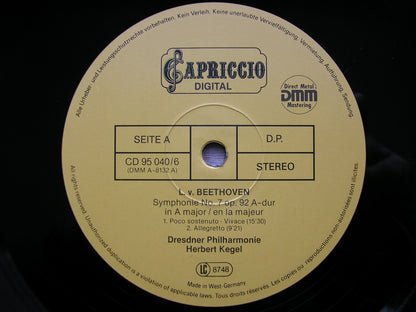 Alle Urheber- und Leistungsschutzrechte vorbehalten. Kein Verleih. Keine unerlaubte Vervielfältigung, Vermietung, Aufführung, Sendung.
CAPRICCIO
DIGITAL
Direct Metal
DMM
Mastering
SEITE A
D.P.
CD 95 040/6
(DMM A-8132 A)
STEREO
L. v. BEETHOVEN
Symphonie No. 7 op. 92 A-dur
in A major / en la majeur
1. Poco sostenuto - Vivace (15'30)
2. Allegretto (9'21)
Dresdner Philharmonie
Herbert Kegel
LC 8748
Made in West-Germany
All rights reserved. Unauthorized duplication is a violation of applicable laws. Tous droits réservés. Les copies ou reproductions non autorisées sont illicites.